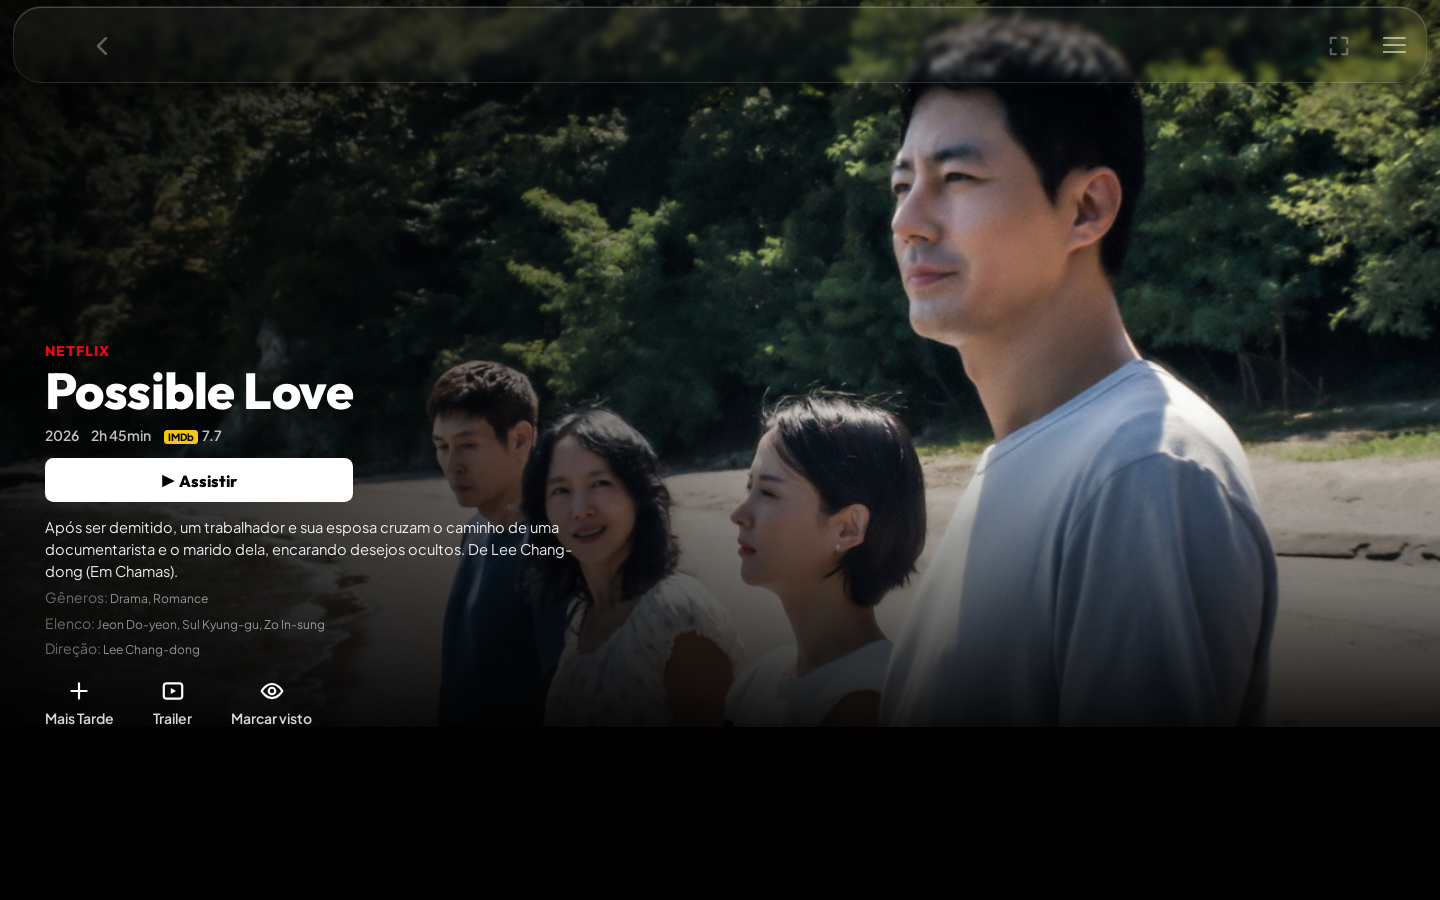 NETFLIX
Possible Love
2026 2h 45min IMDb 7.7
Assistir
Após ser demitido, um trabalhador e sua esposa cruzam o caminho de uma
documentarista e o marido dela, encarando desejos ocultos. De Lee Chang-
dong (Em Chamas).
Gêneros: Drama, Romance
Elenco: Jeon Do-yeon, Sul Kyung-gu, Zo In-sung
Direção: Lee Chang-dong
Mais Tarde Trailer Marcar visto